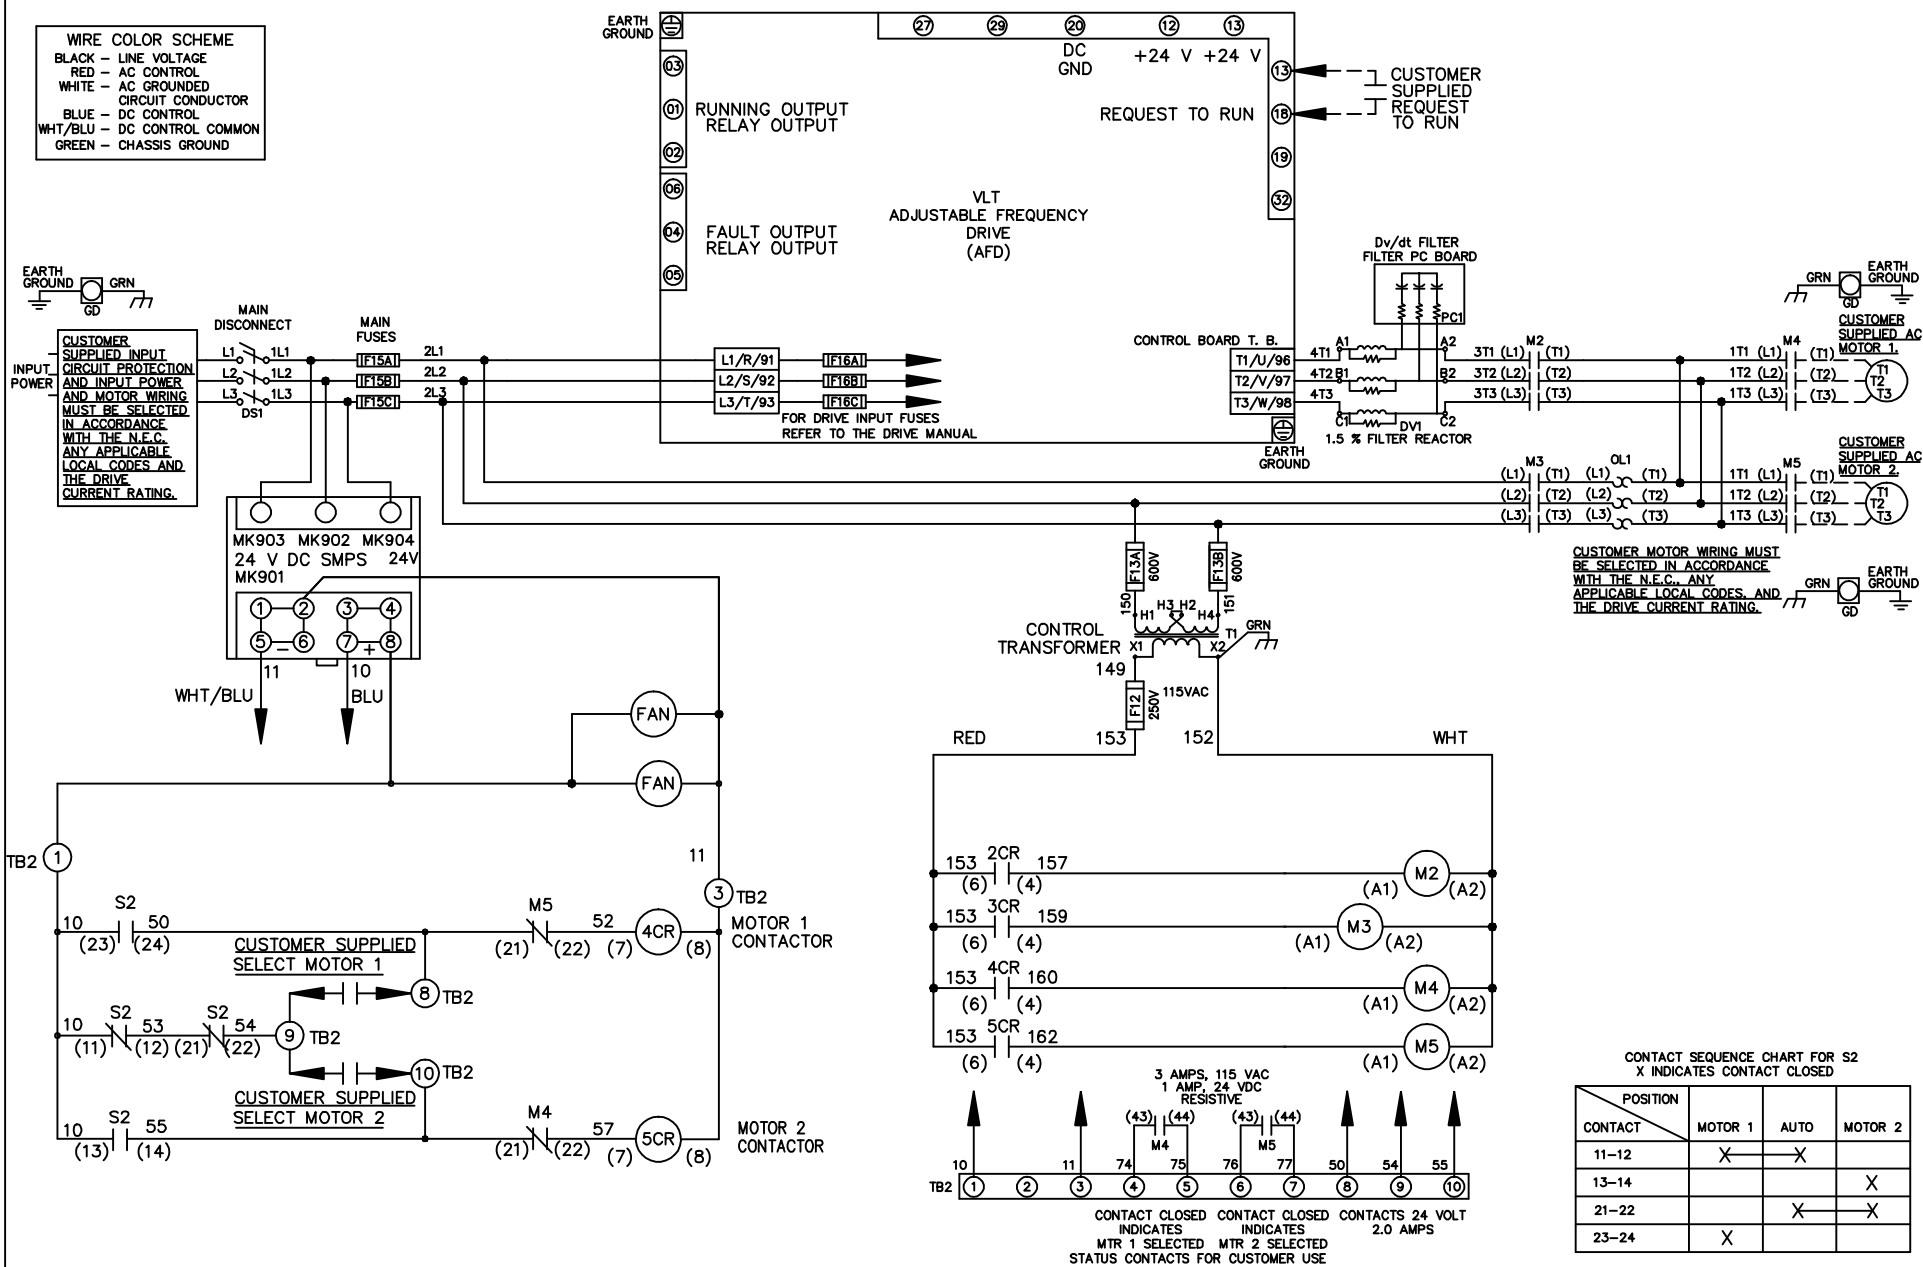 WIRE COLOR SCHEME
BLACK – LINE VOLTAGE
RED – AC CONTROL
WHITE – AC GROUNDED
CIRCUIT CONDUCTOR
BLUE – DC CONTROL
WHT/BLU – DC CONTROL COMMON
GREEN – CHASSIS GROUND
EARTH
GROUND
03
01
02
RUNNING OUTPUT
RELAY OUTPUT
06
04
05
FAULT OUTPUT
RELAY OUTPUT
27 29 20 12 13
DC
GND
+24 V +24 V
13
18
19
32
REQUEST TO RUN
CUSTOMER
SUPPLIED
REQUEST
TO RUN
VLT
ADJUSTABLE FREQUENCY
DRIVE
(AFD)
EARTH
GROUND
GRN
GD
INPUT
POWER
CUSTOMER
SUPPLIED INPUT
CIRCUIT PROTECTION
AND INPUT POWER
AND MOTOR WIRING
MUST BE SELECTED
IN ACCORDANCE
WITH THE N.E.C.
ANY APPLICABLE
LOCAL CODES AND
THE DRIVE
CURRENT RATING.
MAIN
DISCONNECT
L1 1L1
L2 1L2
L3 1L3
DS1
MAIN
FUSES
F15A
F15B
F15C
2L1
2L2
2L3
L1/R/91
L2/S/92
L3/T/93
F16A
F16B
F16C
FOR DRIVE INPUT FUSES
REFER TO THE DRIVE MANUAL
CONTROL BOARD T. B.
T1/U/96
T2/V/97
T3/W/98
EARTH
GROUND
4T1
4T2
4T3
Dv/dt FILTER
FILTER PC BOARD
PC1
A1 A2
B1 B2
C1 C2
DV1
1.5 % FILTER REACTOR
M2
3T1 (L1) (T1)
3T2 (L2) (T2)
3T3 (L3) (T3)
M4
1T1 (L1) (T1)
1T2 (L2) (T2)
1T3 (L3) (T3)
T1
T2
T3
GRN
GD
EARTH
GROUND
CUSTOMER
SUPPLIED AC
MOTOR 1.
M3
(L1) (T1)
(L2) (T2)
(L3) (T3)
OL1
(L1) (T1)
(L2) (T2)
(L3) (T3)
M5
1T1 (L1) (T1)
1T2 (L2) (T2)
1T3 (L3) (T3)
T1
T2
T3
CUSTOMER
SUPPLIED AC
MOTOR 2.
CUSTOMER MOTOR WIRING MUST
BE SELECTED IN ACCORDANCE
WITH THE N.E.C., ANY
APPLICABLE LOCAL CODES, AND
THE DRIVE CURRENT RATING.
GRN
GD
EARTH
GROUND
MK903 MK902 MK904
24 V DC SMPS 24V
MK901
1 2 3 4
5 – 6 7 + 8
11
10
WHT/BLU
BLU
FAN
FAN
F13A
600V
F13B
600V
150
151
H1 H3 H2 H4
CONTROL
TRANSFORMER
T1
GRN
X1 X2
149
F12
250V
115VAC
153
152
RED
WHT
TB2 1
11
3 TB2
10 S2 50
(23) (24)
M5
(21) (22)
52
(7) 4CR (8)
MOTOR 1
CONTACTOR
CUSTOMER SUPPLIED
SELECT MOTOR 1
8 TB2
10 S2 53 S2 54
(11) (12) (21) (22)
9 TB2
10 TB2
CUSTOMER SUPPLIED
SELECT MOTOR 2
10 S2 55
(13) (14)
M4
(21) (22)
57
(7) 5CR (8)
MOTOR 2
CONTACTOR
153 2CR 157
(6) (4)
(A1) M2 (A2)
153 3CR 159
(6) (4)
(A1) M3 (A2)
153 4CR 160
(6) (4)
(A1) M4 (A2)
153 5CR 162
(6) (4)
(A1) M5 (A2)
3 AMPS, 115 VAC
1 AMP, 24 VDC
RESISTIVE
(43) (44) (43) (44)
M4 M5
10 11 74 75 76 77 50 54 55
TB2 1 2 3 4 5 6 7 8 9 10
CONTACT CLOSED
INDICATES
MTR 1 SELECTED
CONTACT CLOSED
INDICATES
MTR 2 SELECTED
CONTACTS 24 VOLT
2.0 AMPS
STATUS CONTACTS FOR CUSTOMER USE
CONTACT SEQUENCE CHART FOR S2
X INDICATES CONTACT CLOSED
POSITION
CONTACT MOTOR 1 AUTO MOTOR 2
11–12 X X
13–14 X
21–22 X X
23–24 X